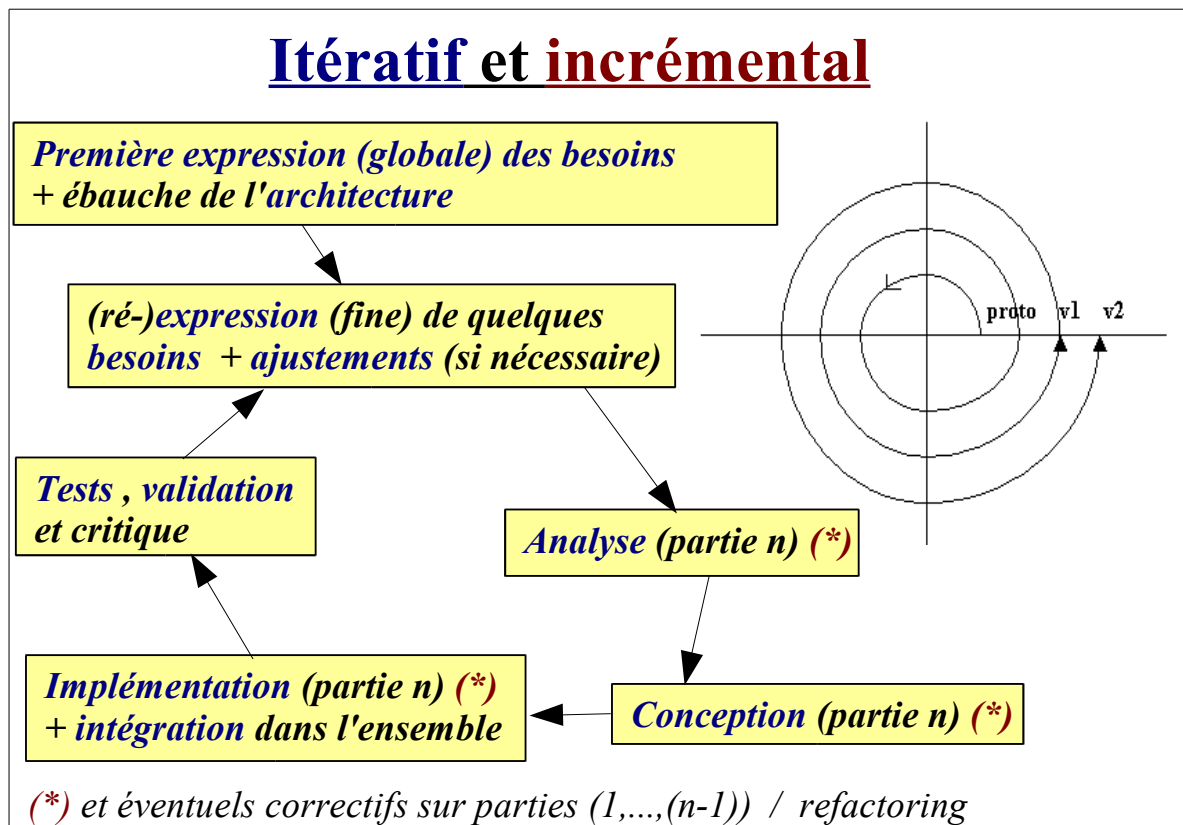 Itératif et incrémental
Première expression (globale) des besoins
+ ébauche de l'architecture
(ré-)expression (fine) de quelques
besoins + ajustements (si nécessaire)
proto v1 v2
Tests , validation
et critique
Analyse (partie n) (*)
Implémentation (partie n) (*)
+ intégration dans l'ensemble
Conception (partie n) (*)
(*) et éventuels correctifs sur parties (1,...,(n-1)) / refactoring